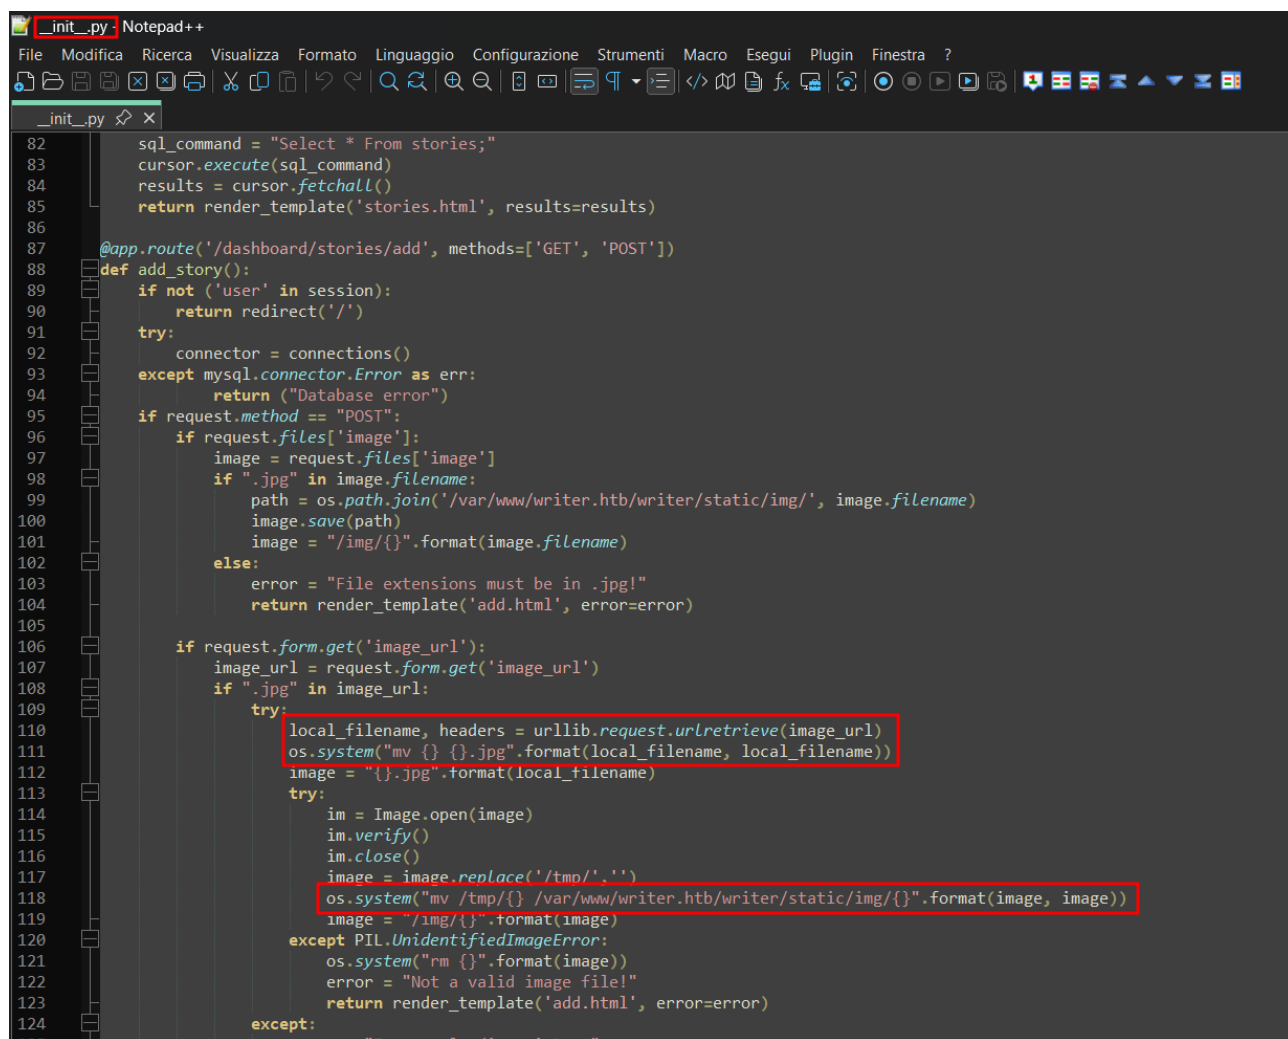 __init__.py - Notepad++
File Modifica Ricerca Visualizza Formato Linguaggio Configurazione Strumenti Macro Esegui Plugin Finestra ?
__init__.py
82 sql_command = "Select * From stories;"
83 cursor.execute(sql_command)
84 results = cursor.fetchall()
85 return render_template('stories.html', results=results)
86
87 @app.route('/dashboard/stories/add', methods=['GET', 'POST'])
88 def add_story():
89 if not ('user' in session):
90 return redirect('/')
91 try:
92 connector = connections()
93 except mysql.connector.Error as err:
94 return ("Database error")
95 if request.method == "POST":
96 if request.files['image']:
97 image = request.files['image']
98 if ".jpg" in image.filename:
99 path = os.path.join('/var/www/writer.htb/writer/static/img/', image.filename)
100 image.save(path)
101 image = "/img/{}".format(image.filename)
102 else:
103 error = "File extensions must be in .jpg!"
104 return render_template('add.html', error=error)
105
106 if request.form.get('image_url'):
107 image_url = request.form.get('image_url')
108 if ".jpg" in image_url:
109 try:
110 local_filename, headers = urllib.request.urlretrieve(image_url)
111 os.system("mv {} {}.jpg".format(local_filename, local_filename))
112 image = "{}.jpg".format(local_filename)
113 try:
114 im = Image.open(image)
115 im.verify()
116 im.close()
117 image = image.replace('/tmp/','')
118 os.system("mv /tmp/{} /var/www/writer.htb/writer/static/img/{}".format(image, image))
119 image = "/img/{}".format(image)
120 except PIL.UnidentifiedImageError:
121 os.system("rm {}".format(image))
122 error = "Not a valid image file!"
123 return render_template('add.html', error=error)
124 except: